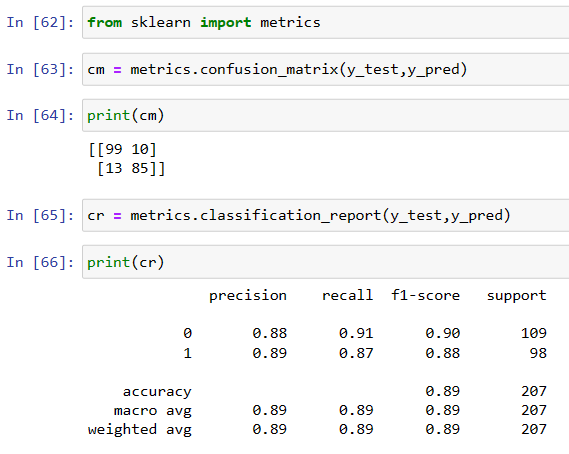 In [62]: from sklearn import metrics
In [63]: cm = metrics.confusion_matrix(y_test,y_pred)
In [64]: print(cm)
[[99 10]
 [13 85]]
In [65]: cr = metrics.classification_report(y_test,y_pred)
In [66]: print(cr)
              precision    recall  f1-score   support

           0       0.88      0.91      0.90       109
           1       0.89      0.87      0.88        98

    accuracy                           0.89       207
   macro avg       0.89      0.89      0.89       207
weighted avg       0.89      0.89      0.89       207